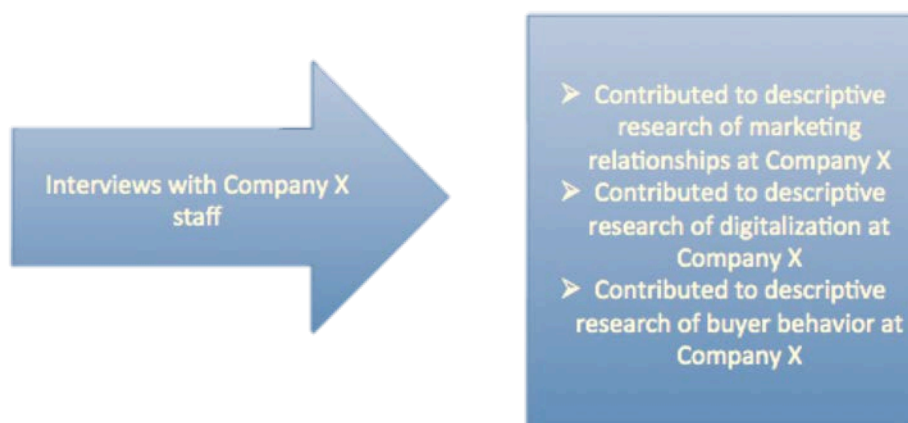 Interviews with Company X
staff
➤ Contributed to descriptive
research of marketing
relationships at Company X
➤ Contributed to descriptive
research of digitalization at
Company X
➤ Contributed to descriptive
research of buyer behavior at
Company X